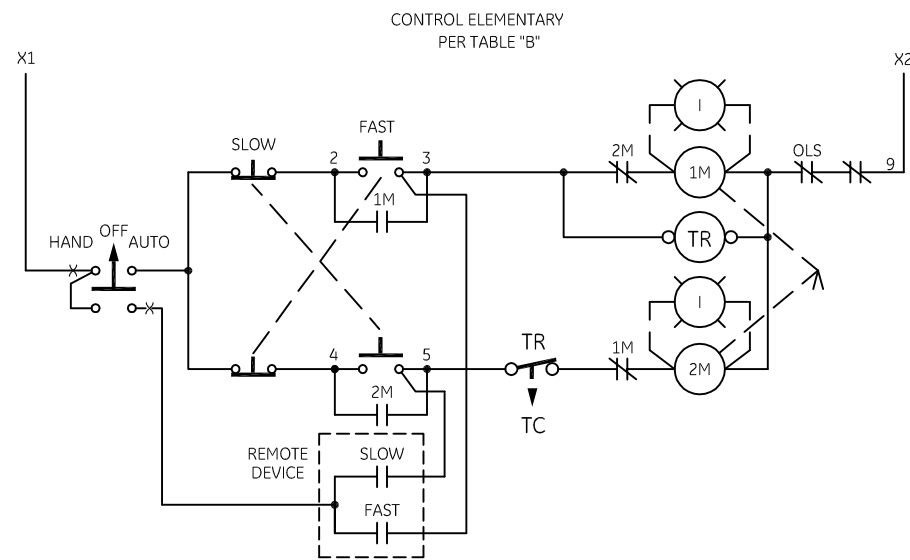 CONTROL ELEMENTARY
PER TABLE "B"
X1
X2
SLOW
FAST
2
3
1M
2M
I
1M
OLS
9
TR
HAND
OFF
AUTO
X
X
I
4
5
2M
TR
TC
1M
2M
REMOTE
DEVICE
SLOW
FAST